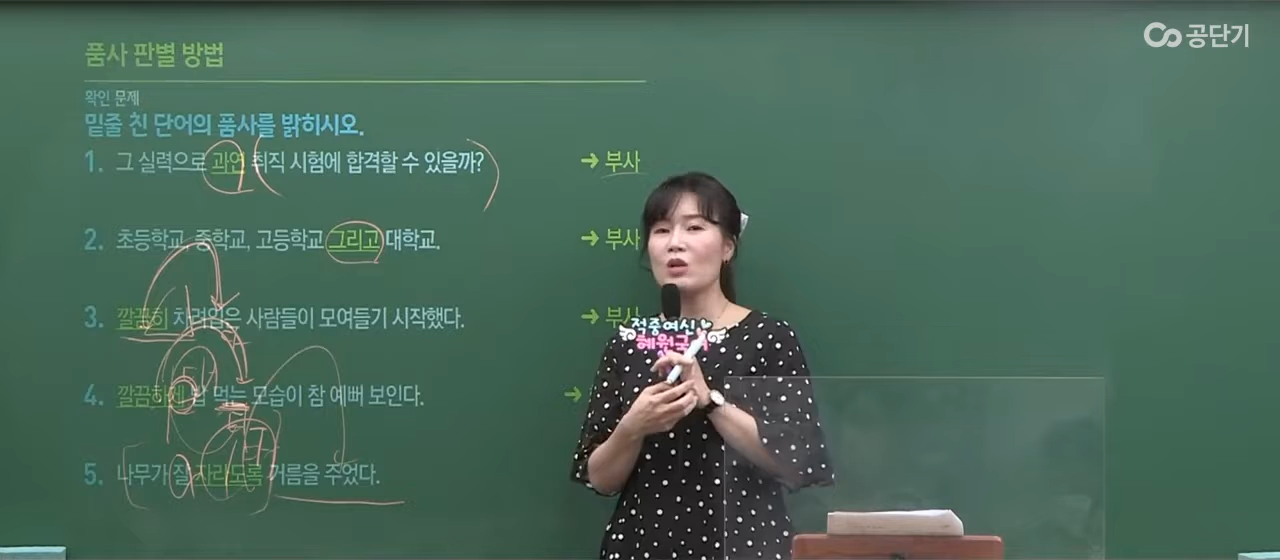 공단기
품사 판별 방법
확인 문제
밑줄 친 단어의 품사를 밝히시오.
1. 그 실력으로 과연 취직 시험에 합격할 수 있을까? → 부사
2. 초등학교, 중학교, 고등학교 그리고 대학교. → 부사
3. 깔끔히 차려입은 사람들이 모여들기 시작했다. → 부사
4. 깔끔하게 밥 먹는 모습이 참 예뻐 보인다. →
5. 나무가 잘 자라도록 거름을 주었다.
적중여신
혜원국어